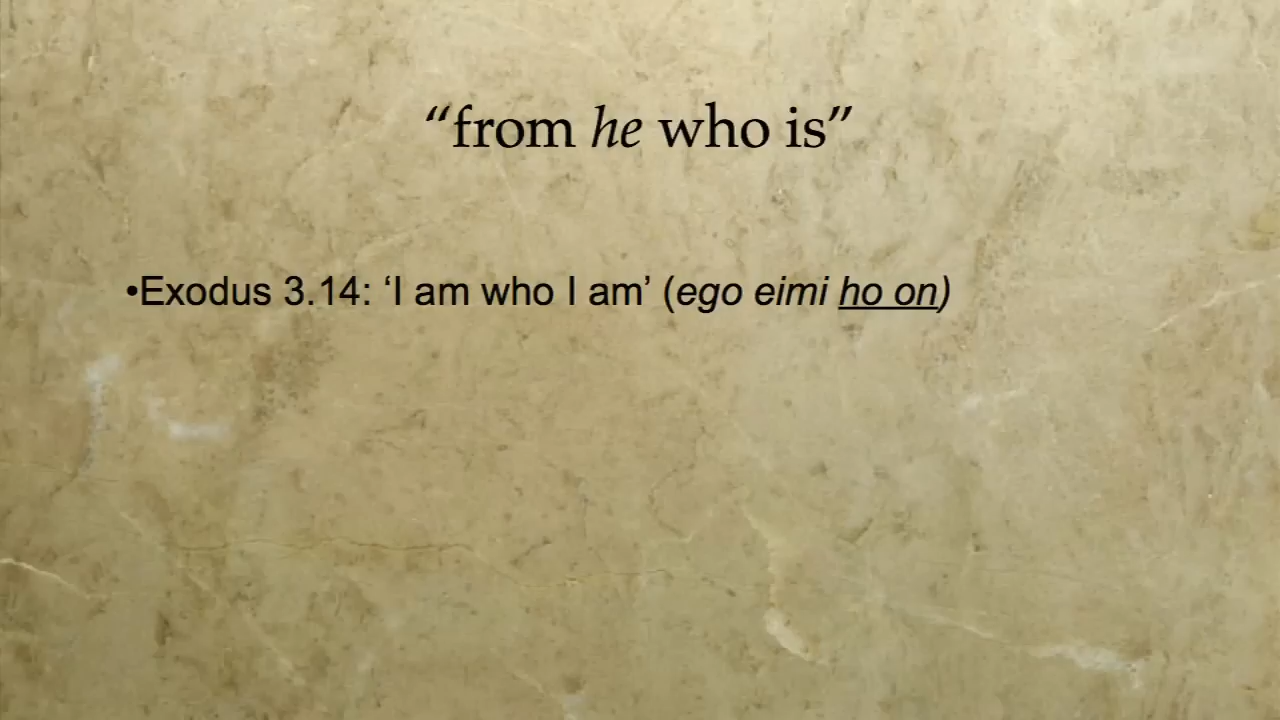 “from he who is”
•Exodus 3.14: ‘I am who I am’ (ego eimi ho on)